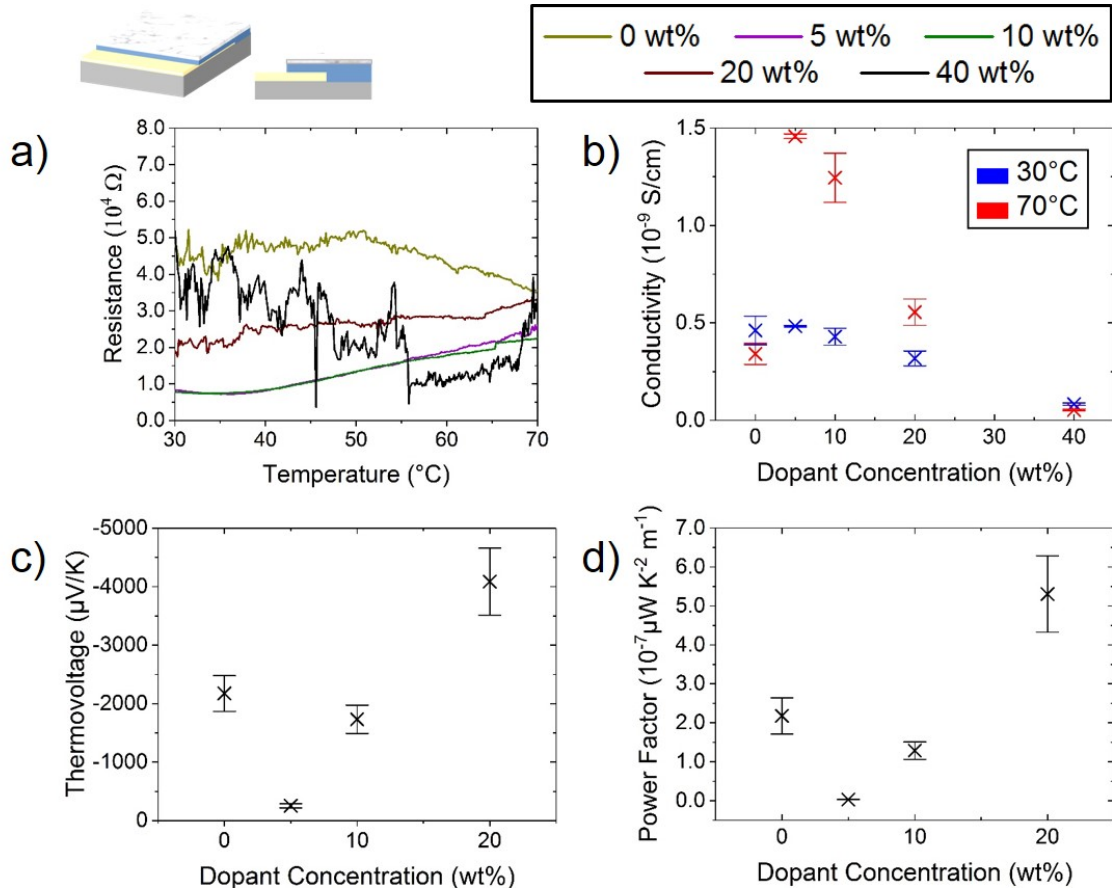 0 wt% 5 wt% 10 wt%
20 wt% 40 wt%
a)
8.0
7.0
6.0
5.0
4.0
3.0
2.0
1.0
0.0
Resistance (10⁴ Ω)
30 40 50 60 70
Temperature (°C)
b)
1.5
1.0
0.5
0.0
Conductivity (10⁻⁹ S/cm)
30°C
70°C
0 10 20 30 40
Dopant Concentration (wt%)
c)
-5000
-4000
-3000
-2000
-1000
0
Thermovoltage (µV/K)
0 10 20
Dopant Concentration (wt%)
d)
7.0
6.0
5.0
4.0
3.0
2.0
1.0
0.0
Power Factor (10⁻⁷µW K⁻² m⁻¹)
0 10 20
Dopant Concentration (wt%)